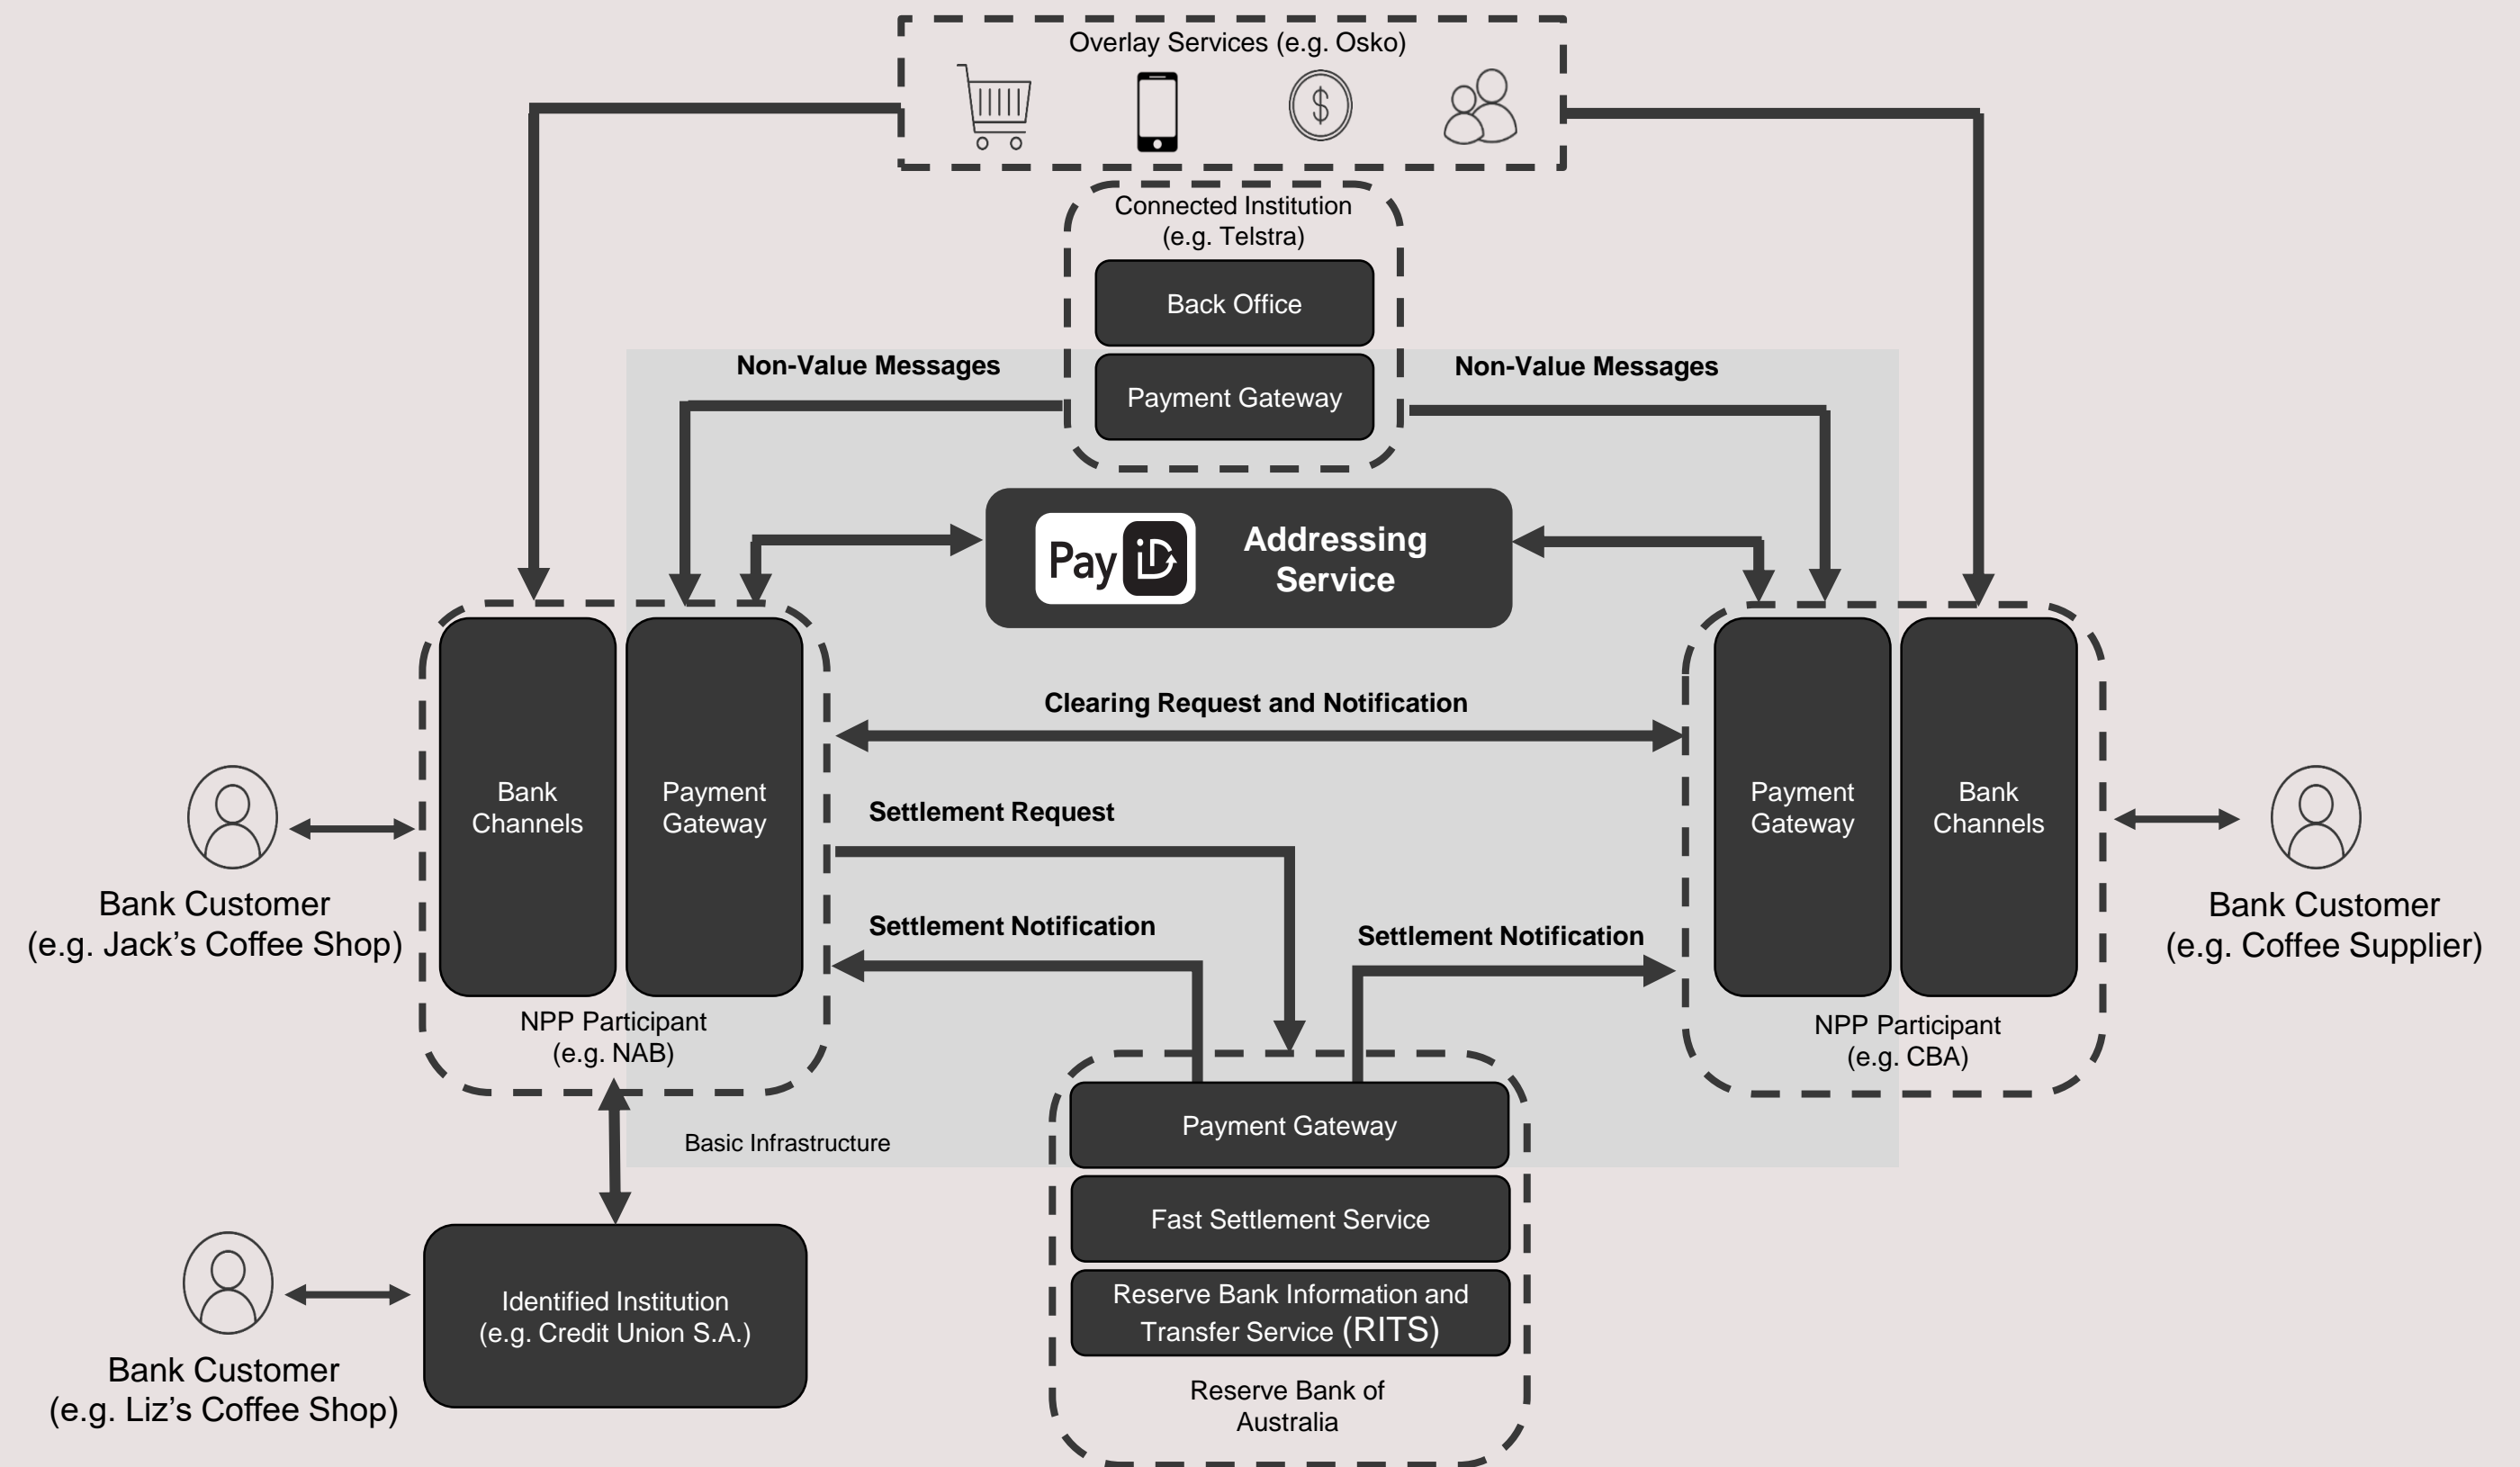 Overlay Services (e.g. Osko)
Connected Institution
(e.g. Telstra)
Back Office
Payment Gateway
Non-Value Messages
Non-Value Messages
Pay iD
Addressing
Service
Clearing Request and Notification
Bank
Channels
Payment
Gateway
Payment
Gateway
Bank
Channels
Settlement Request
Settlement Notification
Settlement Notification
Bank Customer
(e.g. Jack’s Coffee Shop)
Bank Customer
(e.g. Coffee Supplier)
NPP Participant
(e.g. NAB)
NPP Participant
(e.g. CBA)
Basic Infrastructure
Payment Gateway
Fast Settlement Service
Reserve Bank Information and
Transfer Service (RITS)
Reserve Bank of
Australia
Identified Institution
(e.g. Credit Union S.A.)
Bank Customer
(e.g. Liz’s Coffee Shop)